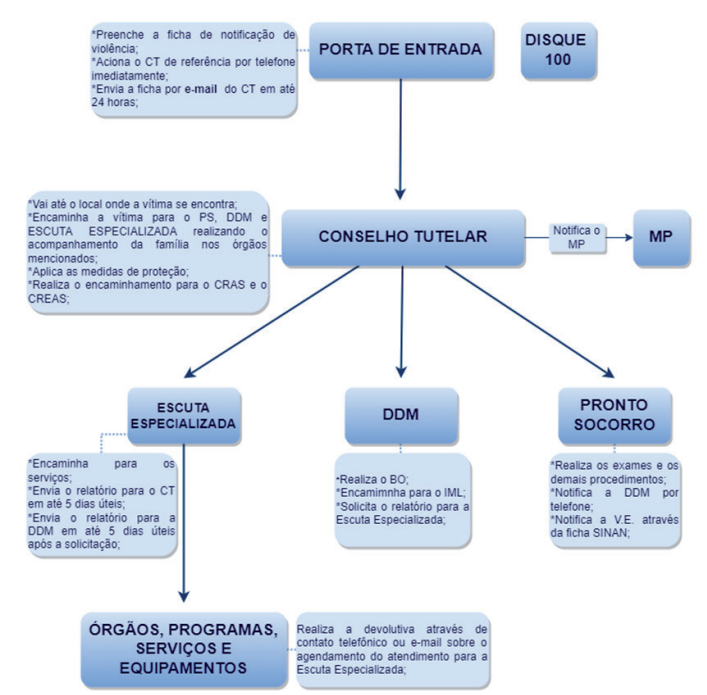 *Preenche a ficha de notificação de
violência;
*Aciona o CT de referência por telefone
imediatamente;
*Envia a ficha por e-mail do CT em até
24 horas;
PORTA DE ENTRADA
DISQUE
100
*Vai até o local onde a vítima se encontra;
*Encaminha a vítima para o PS, DDM e
ESCUTA ESPECIALIZADA realizando o
acompanhamento da família nos órgãos
mencionados;
*Aplica as medidas de proteção;
*Realiza o encaminhamento para o CRAS e o
CREAS;
CONSELHO TUTELAR
Notifica o
MP
MP
ESCUTA
ESPECIALIZADA
*Encaminha para os
serviços;
*Envia o relatório para o CT
em até 5 dias úteis;
*Envia o relatório para a
DDM em até 5 dias úteis
após a solicitação;
DDM
*Realiza o BO;
*Encamimnha para o IML;
*Solicita o relatório para a
Escuta Especializada;
PRONTO
SOCORRO
*Realiza os exames e os
demais procedimentos;
*Notifica a DDM por
telefone;
*Notifica a V.E. através
da ficha SINAN;
ÓRGÃOS, PROGRAMAS,
SERVIÇOS E
EQUIPAMENTOS
Realiza a devolutiva através de
contato telefônico ou e-mail sobre o
agendamento do atendimento para a
Escuta Especializada;